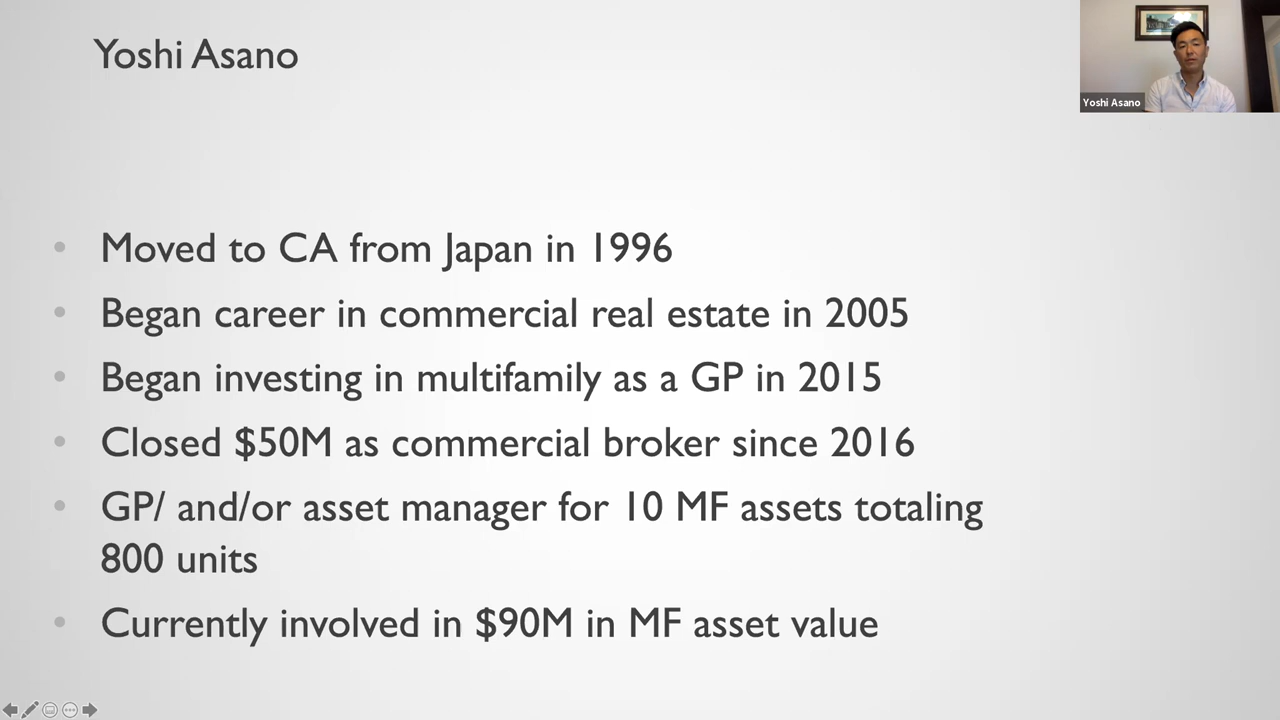 Yoshi Asano
Yoshi Asano
• Moved to CA from Japan in 1996
• Began career in commercial real estate in 2005
• Began investing in multifamily as a GP in 2015
• Closed $50M as commercial broker since 2016
• GP/ and/or asset manager for 10 MF assets totaling
800 units
• Currently involved in $90M in MF asset value